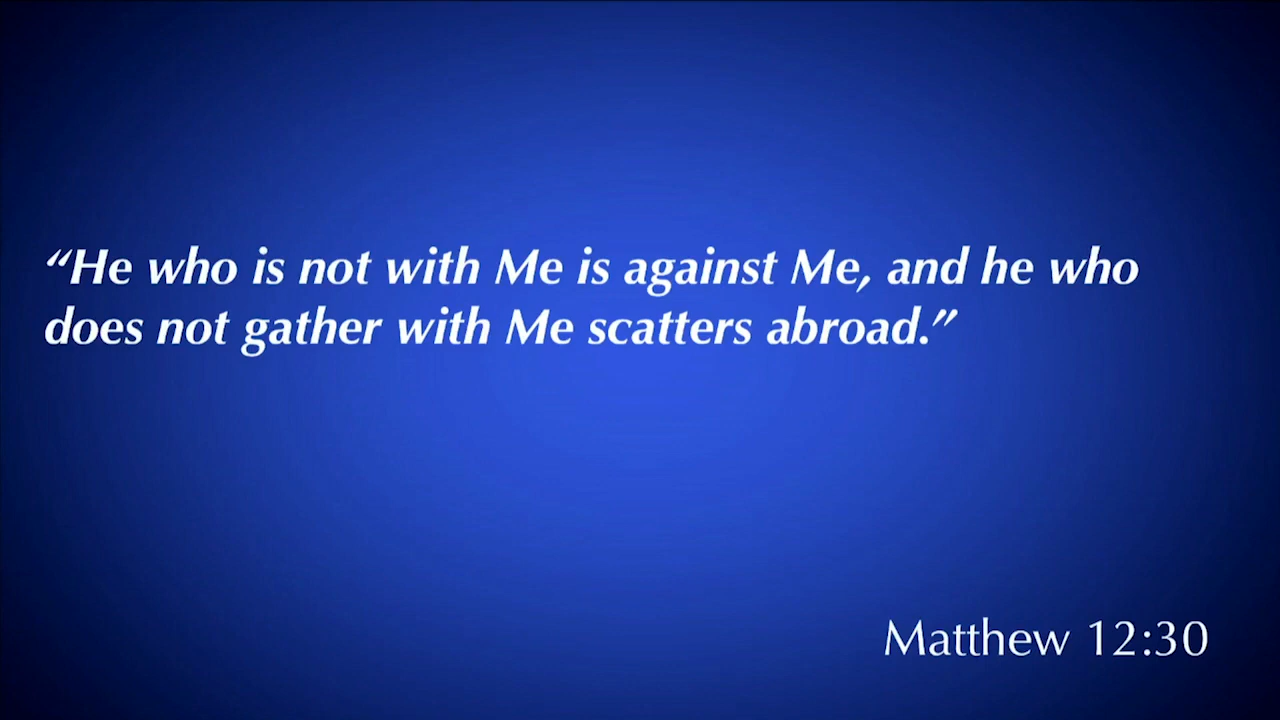 “He who is not with Me is against Me, and he who
does not gather with Me scatters abroad.”
Matthew 12:30